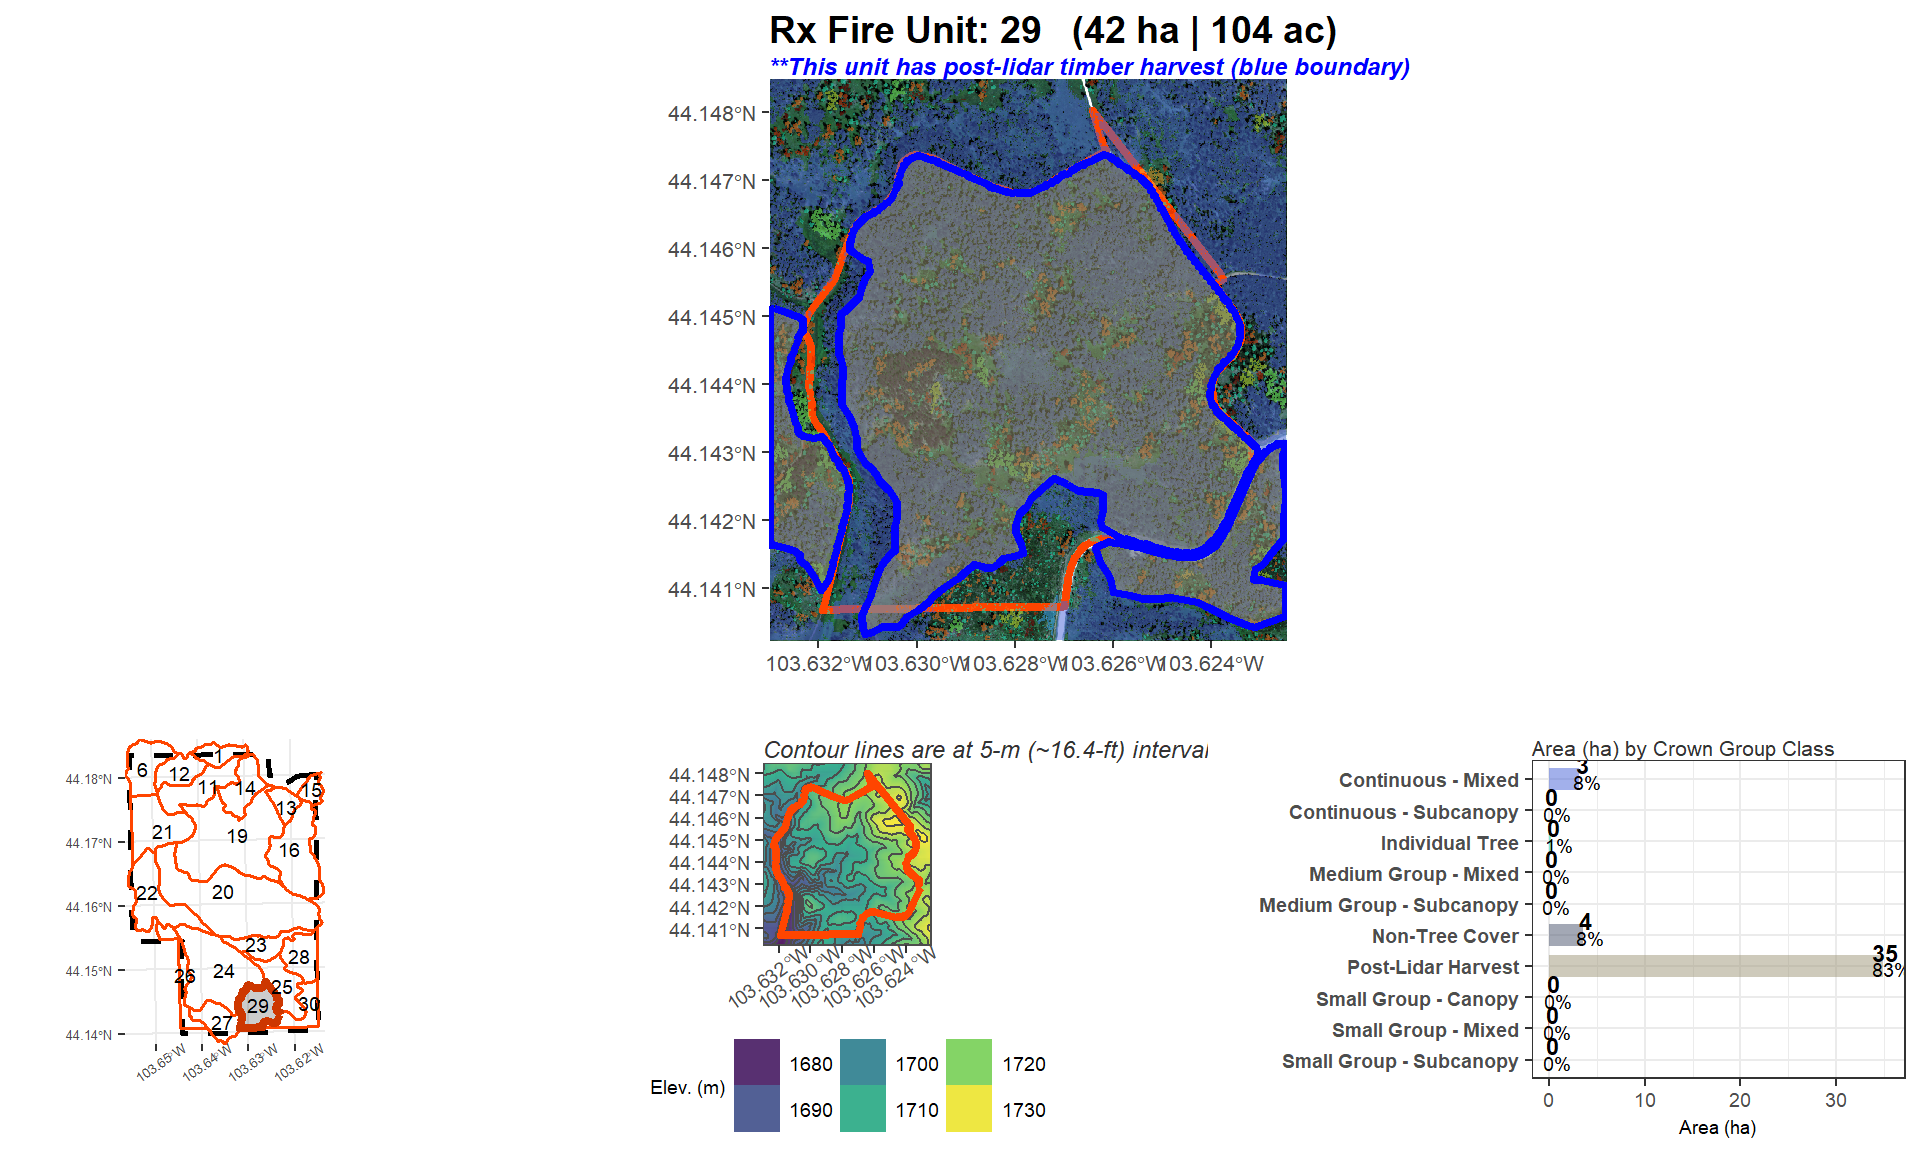 Rx Fire Unit: 29 (42 ha | 104 ac)
**This unit has post-lidar timber harvest (blue boundary)
44.148°N
44.147°N
44.146°N
44.145°N
44.144°N
44.143°N
44.142°N
44.141°N
103.632°W 103.630°W 103.628°W 103.626°W 103.624°W
44.18°N
44.17°N
44.16°N
44.15°N
44.14°N
6 12 1
11 14 15
13
21 19
16
22 20
23
28
26 24
25
29 30
27
103.65°W 103.64°W 103.63°W 103.62°W
Contour lines are at 5-m (~16.4-ft) interval
44.148°N
44.147°N
44.146°N
44.145°N
44.144°N
44.143°N
44.142°N
44.141°N
103.632°W 103.630°W 103.628°W 103.626°W 103.624°W
Elev. (m)
1680 1700 1720
1690 1710 1730
Area (ha) by Crown Group Class
Continuous - Mixed 3 8%
Continuous - Subcanopy 0 0%
Individual Tree 0 1%
Medium Group - Mixed 0 0%
Medium Group - Subcanopy 0 0%
Non-Tree Cover 4 8%
Post-Lidar Harvest 35 83%
Small Group - Canopy 0 0%
Small Group - Mixed 0 0%
Small Group - Subcanopy 0 0%
0 10 20 30
Area (ha)